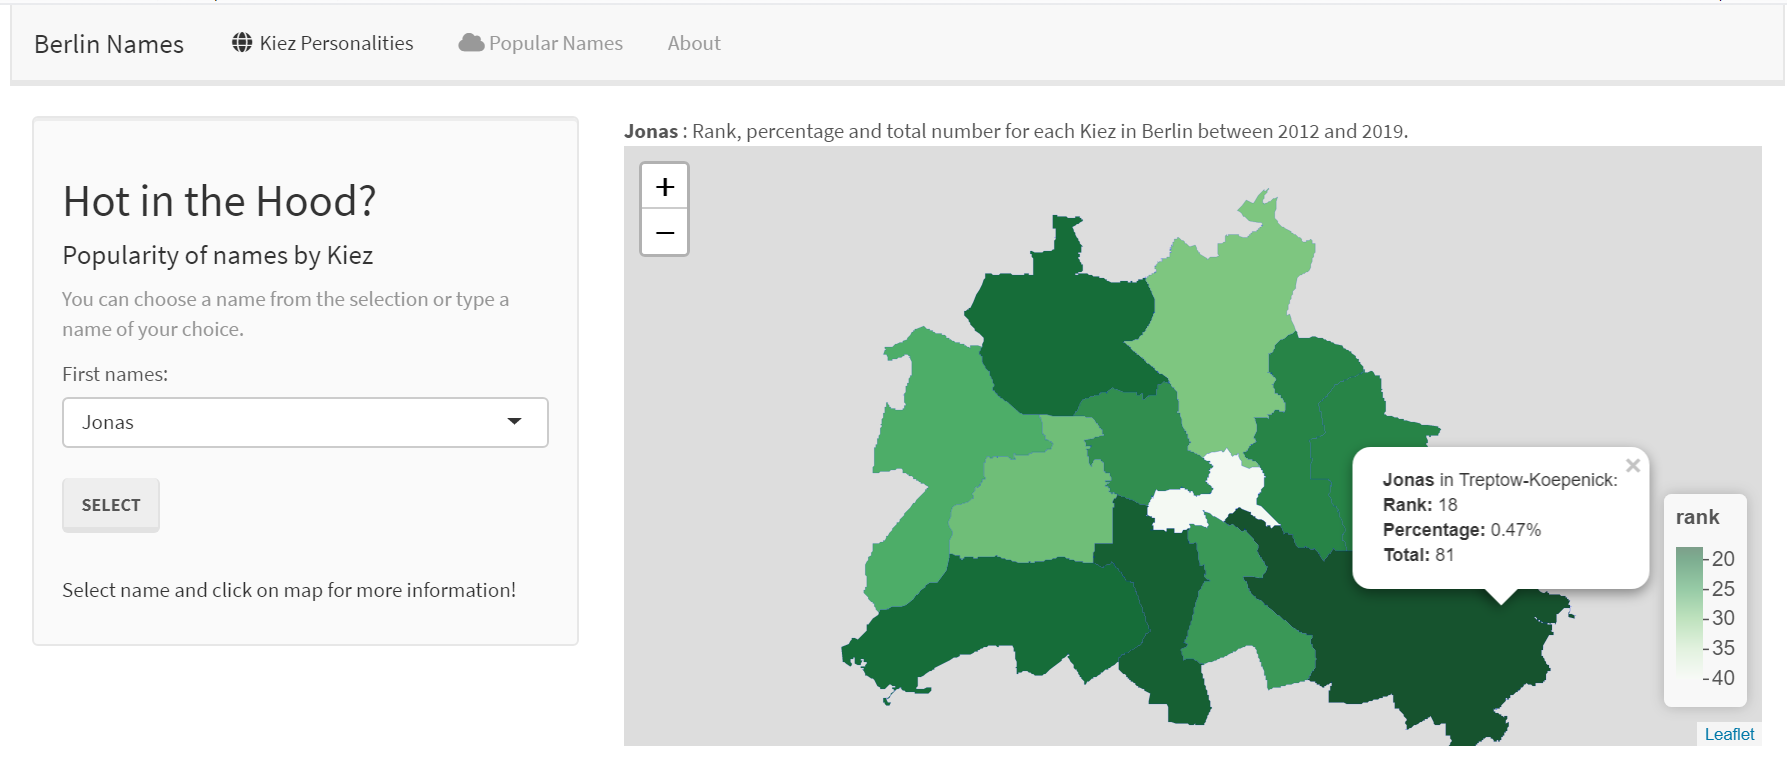 Berlin Names
Kiez Personalities
Popular Names
About
Hot in the Hood?
Popularity of names by Kiez
You can choose a name from the selection or type a
name of your choice.
First names:
Jonas
SELECT
Select name and click on map for more information!
Jonas : Rank, percentage and total number for each Kiez in Berlin between 2012 and 2019.
+
−
Jonas in Treptow-Koepenick:
×
Rank: 18
Percentage: 0.47%
Total: 81
rank
20
25
30
35
40
Leaflet